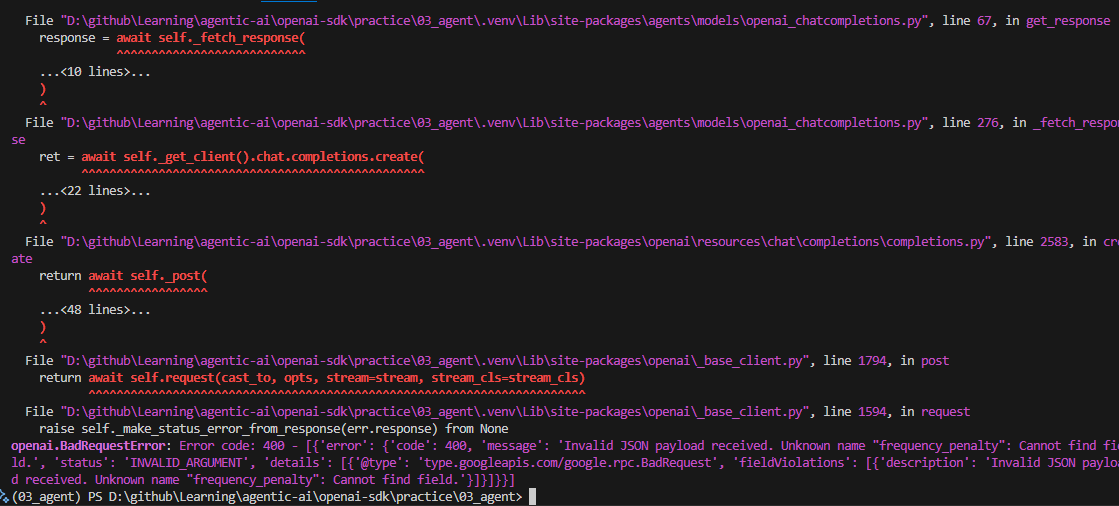 File "D:\github\Learning\agentic-ai\openai-sdk\practice\03_agent\.venv\Lib\site-packages\agents\models\openai_chatcompletions.py", line 67, in get_response
response = await self._fetch_response(
^^^^^^^^^^^^^^^^^^^^^^^^^^^
...<10 lines>...
)
^
File "D:\github\Learning\agentic-ai\openai-sdk\practice\03_agent\.venv\Lib\site-packages\agents\models\openai_chatcompletions.py", line 276, in _fetch_respon
se
ret = await self._get_client().chat.completions.create(
^^^^^^^^^^^^^^^^^^^^^^^^^^^^^^^^^^^^^^^^^^^^^^^^^
...<22 lines>...
)
^
File "D:\github\Learning\agentic-ai\openai-sdk\practice\03_agent\.venv\Lib\site-packages\openai\resources\chat\completions\completions.py", line 2583, in cre
ate
return await self._post(
^^^^^^^^^^^^^^^^^
...<48 lines>...
)
^
File "D:\github\Learning\agentic-ai\openai-sdk\practice\03_agent\.venv\Lib\site-packages\openai\_base_client.py", line 1794, in post
return await self.request(cast_to, opts, stream=stream, stream_cls=stream_cls)
^^^^^^^^^^^^^^^^^^^^^^^^^^^^^^^^^^^^^^^^^^^^^^^^^^^^^^^^^^^^^^^^^^^^^^^
File "D:\github\Learning\agentic-ai\openai-sdk\practice\03_agent\.venv\Lib\site-packages\openai\_base_client.py", line 1594, in request
raise self._make_status_error_from_response(err.response) from None
openai.BadRequestError: Error code: 400 - [{'error': {'code': 400, 'message': 'Invalid JSON payload received. Unknown name "frequency_penalty": Cannot find fie
ld.', 'status': 'INVALID_ARGUMENT', 'details': [{'@type': 'type.googleapis.com/google.rpc.BadRequest', 'fieldViolations': [{'description': 'Invalid JSON payloa
d received. Unknown name "frequency_penalty": Cannot find field.'}]}]}}]
(03_agent) PS D:\github\Learning\agentic-ai\openai-sdk\practice\03_agent>